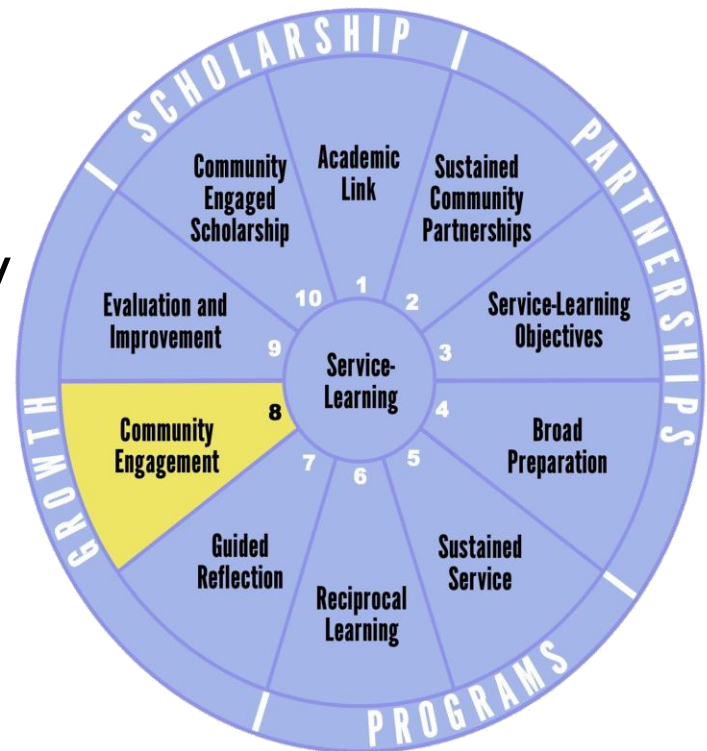 SCHOLARSHIP
PARTNERSHIPS
PROGRAMS
GROWTH
Service-
Learning
1
Academic
Link
2
Sustained
Community
Partnerships
3
Service-Learning
Objectives
4
Broad
Preparation
5
Sustained
Service
6
Reciprocal
Learning
7
Guided
Reflection
8
Community
Engagement
9
Evaluation and
Improvement
10
Community
Engaged
Scholarship